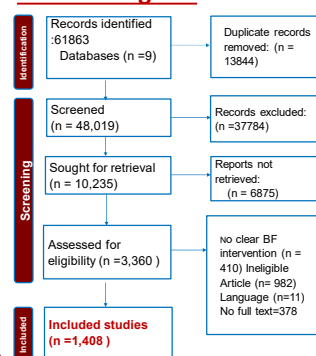 Identification
Records identified
:61863
Databases (n =9)
Duplicate records
removed: (n =
13844)
Screening
Screened
(n = 48,019)
Records excluded:
(n =37784)
Sought for retrieval
(n = 10,235)
Reports not
retrieved:
(n = 6875)
Assessed for
eligibility (n =3,360 )
No clear BF
intervention (n =
410) Ineligible
Article (n= 982)
Language (n=11)
No full text=378
Included
Included studies
(n =1,408 )